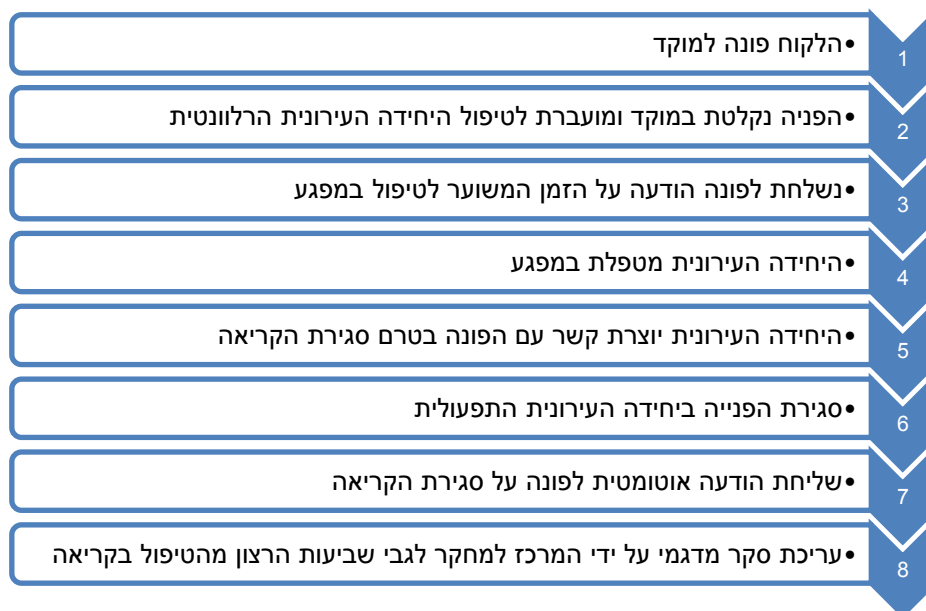 1
•הלקוח פונה למוקד
2
•הפניה נקלטת במוקד ומועברת לטיפול היחידה העירונית הרלוונטית
3
•נשלחת לפונה הודעה על הזמן המשוער לטיפול במפגע
4
•היחידה העירונית מטפלת במפגע
5
•היחידה העירונית יוצרת קשר עם הפונה בטרם סגירת הקריאה
6
•סגירת הפנייה ביחידה העירונית התפעולית
7
•שליחת הודעה אוטומטית לפונה על סגירת הקריאה
8
•עריכת סקר מדגמי על ידי המרכז למחקר לגבי שביעות הרצון מהטיפול בקריאה